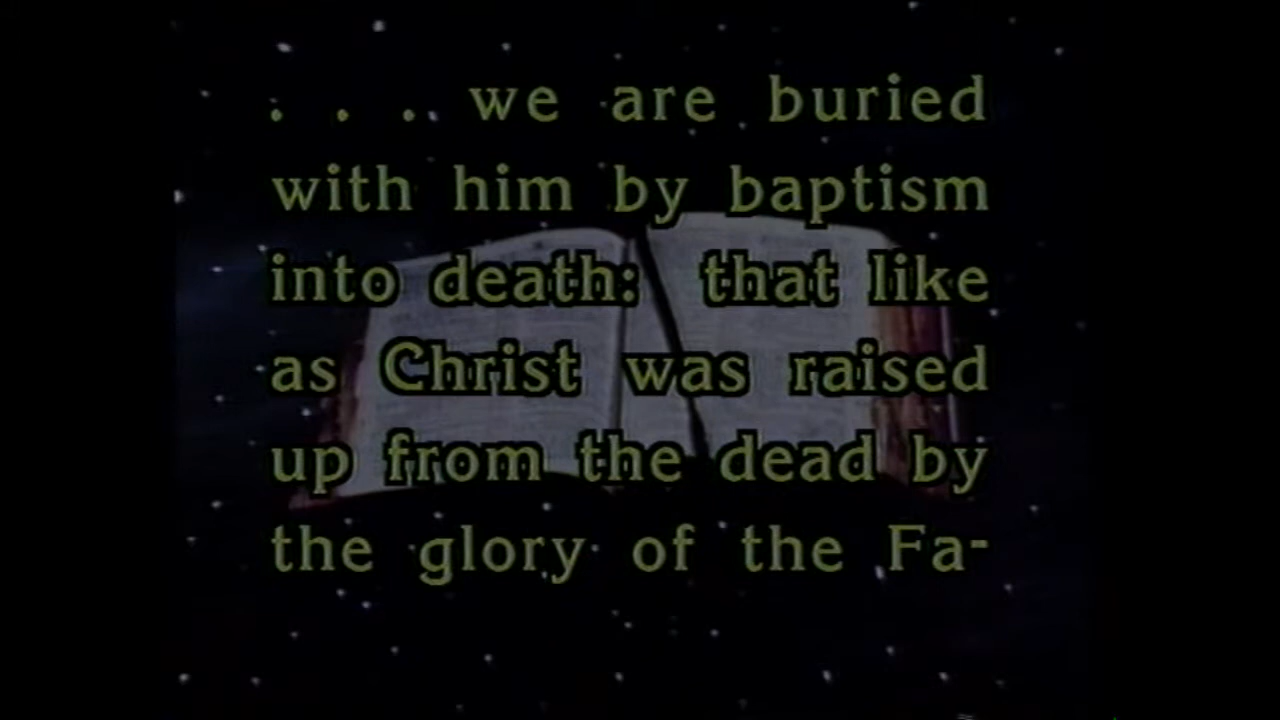 . . . we are buried
with him by baptism
into death: that like
as Christ was raised
up from the dead by
the glory of the Fa-